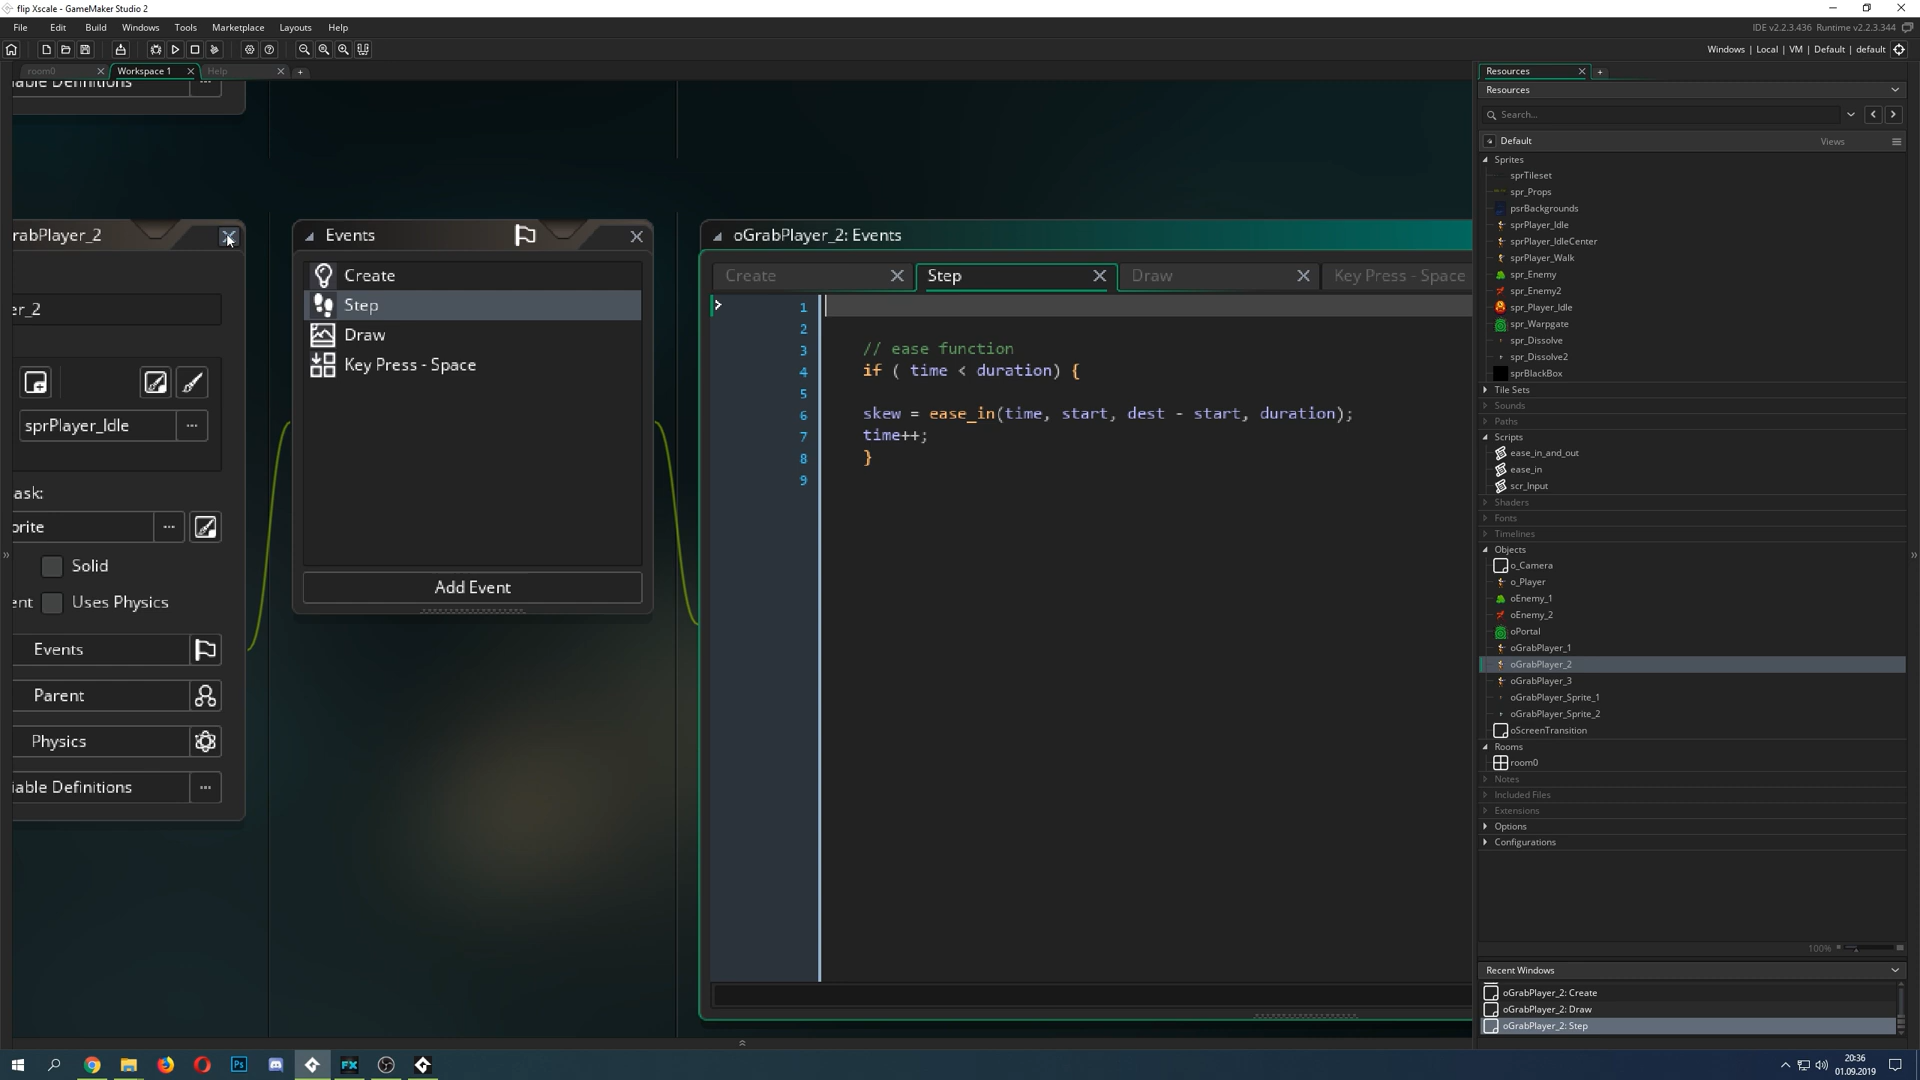 flip Xscale - GameMaker Studio 2
File Edit Build Windows Tools Marketplace Layouts Help
IDE v2.2.3.436 Runtime v2.2.3.344
Windows | Local | VM | Default | default
room0
Workspace 1
Help
iable Definitions
rabPlayer_2
er_2
sprPlayer_Idle
ask:
prite
Solid
ent
Uses Physics
Events
Parent
Physics
iable Definitions
Events
Create
Step
Draw
Key Press - Space
Add Event
oGrabPlayer_2: Events
Create
Step
Draw
Key Press - Space
1
2
3 // ease function
4 if ( time < duration) {
5
6 skew = ease_in(time, start, dest - start, duration);
7 time++;
8 }
9
Resources
Resources
Search...
Default
Views
Sprites
sprTileset
spr_Props
psrBackgrounds
sprPlayer_Idle
sprPlayer_IdleCenter
sprPlayer_Walk
spr_Enemy
spr_Enemy2
spr_Player_Idle
spr_Warpgate
spr_Dissolve
spr_Dissolve2
sprBlackBox
Tile Sets
Sounds
Paths
Scripts
ease_in_and_out
ease_in
scr_Input
Shaders
Fonts
Timelines
Objects
o_Camera
o_Player
oEnemy_1
oEnemy_2
oPortal
oGrabPlayer_1
oGrabPlayer_2
oGrabPlayer_3
oGrabPlayer_Sprite_1
oGrabPlayer_Sprite_2
oScreenTransition
Rooms
room0
Notes
Included Files
Extensions
Options
Configurations
100%
Recent Windows
oGrabPlayer_2: Create
oGrabPlayer_2: Draw
oGrabPlayer_2: Step
Ps
FX
20:36
01.09.2019